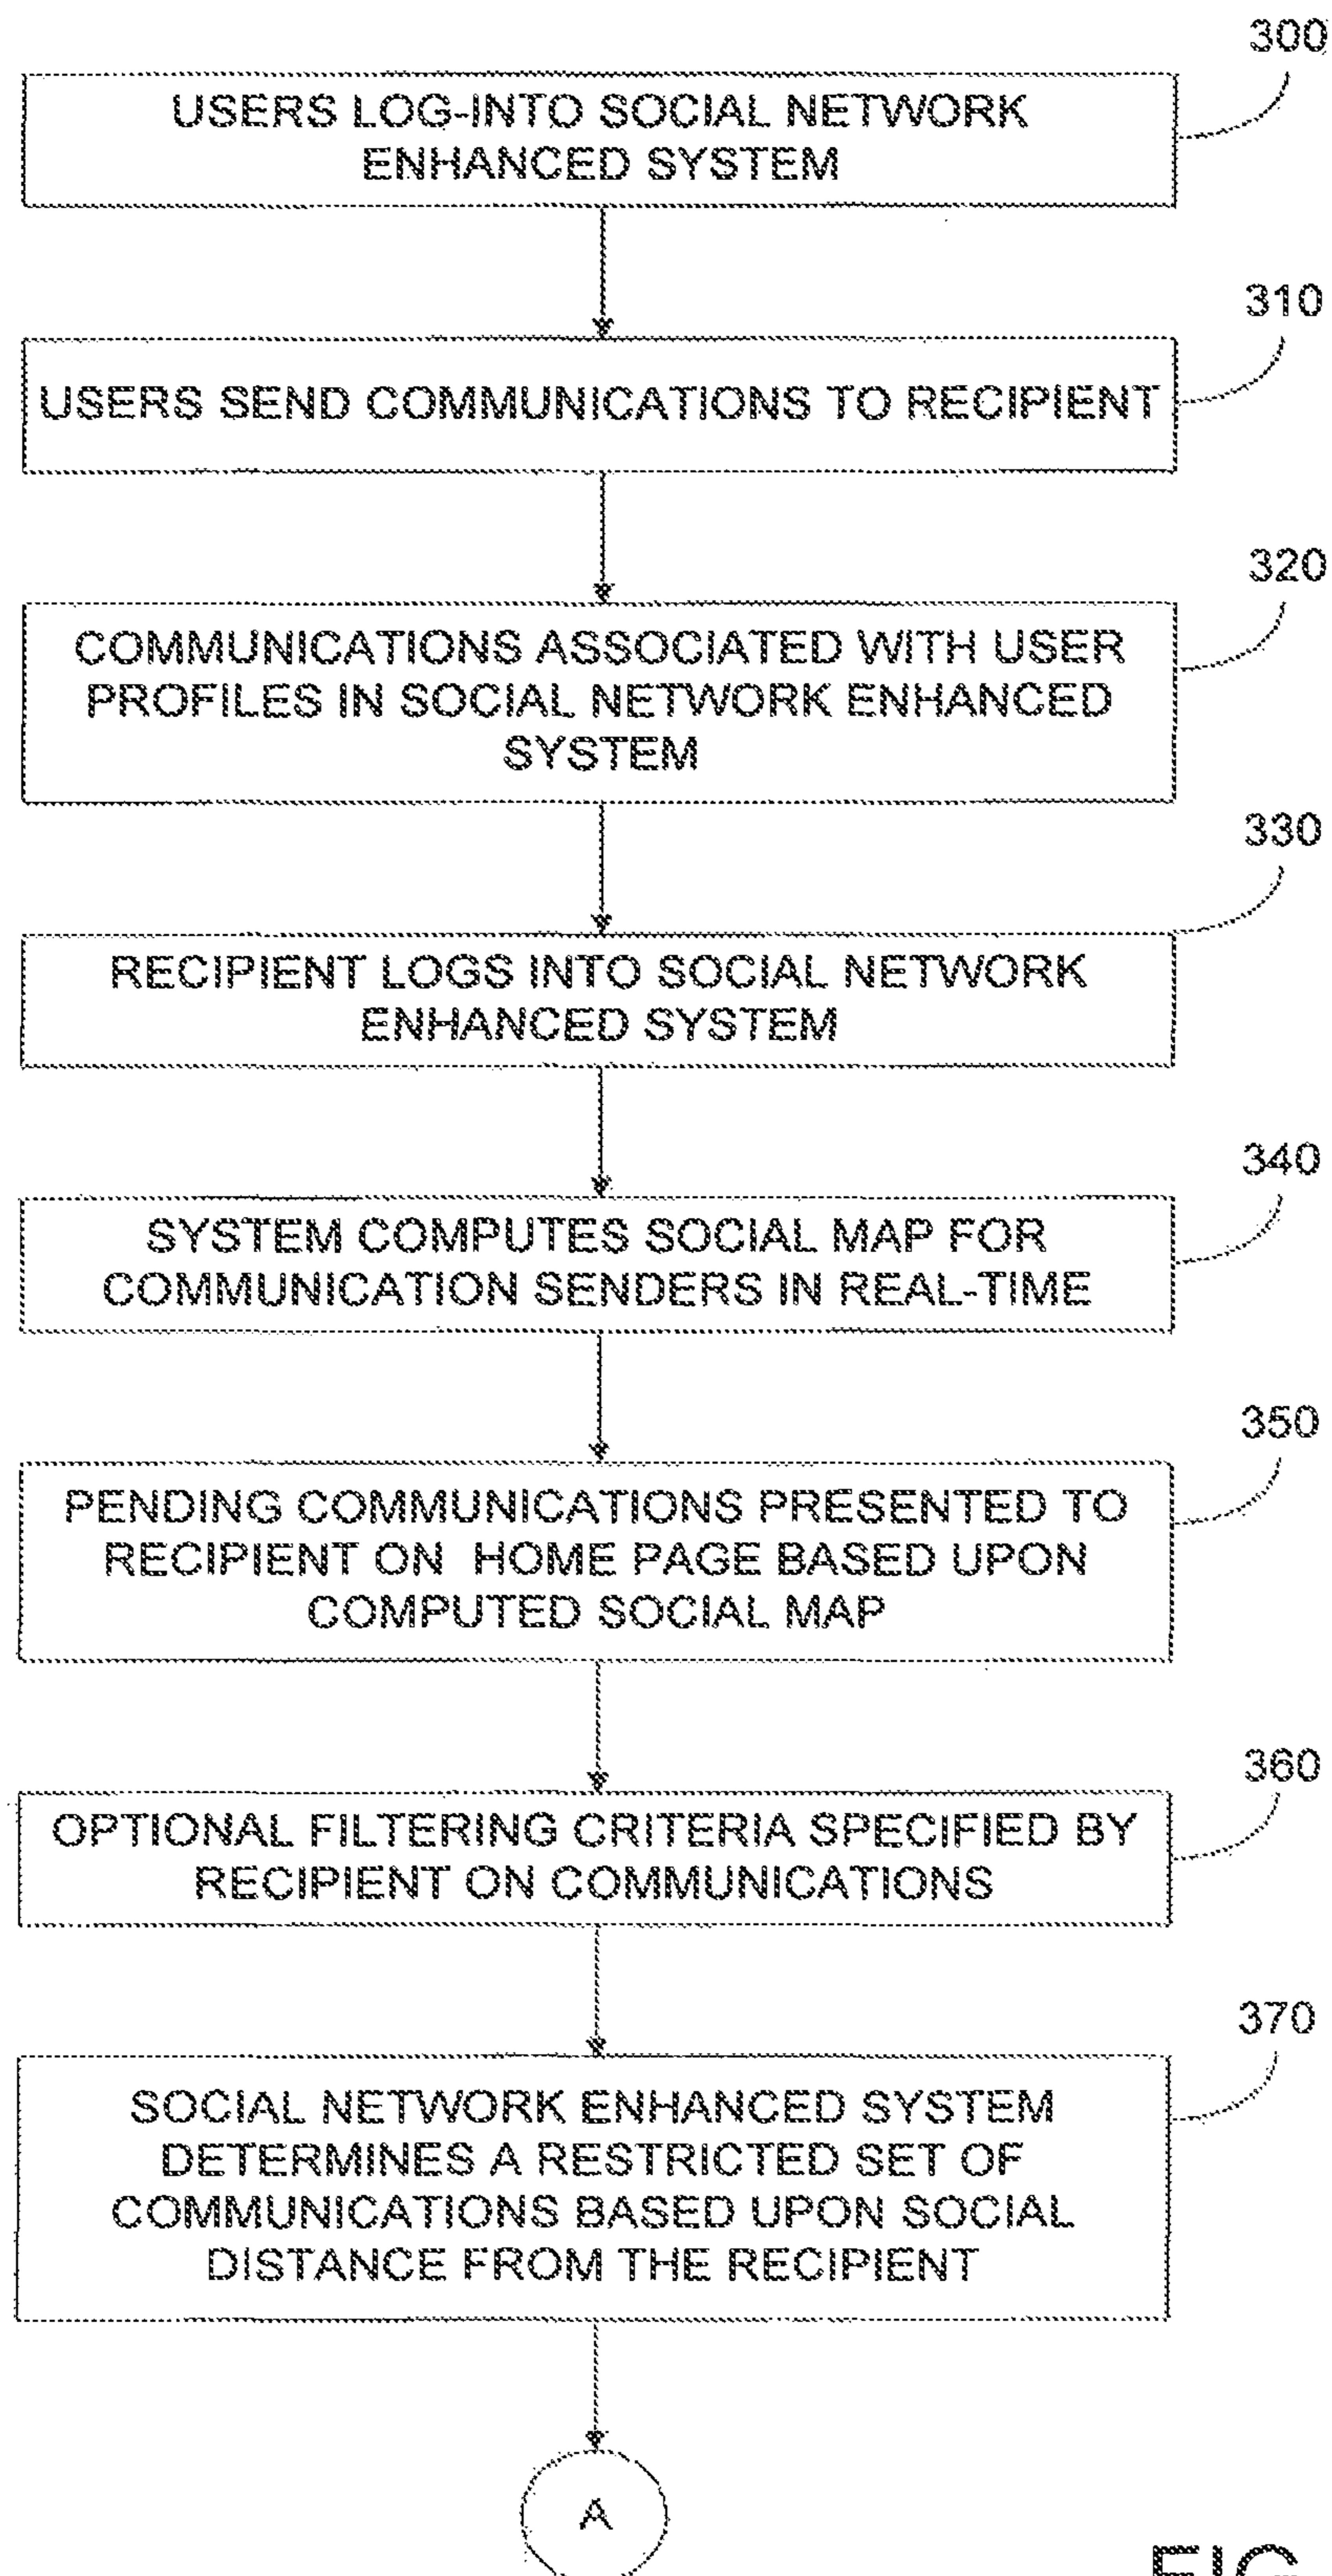 300
USERS LOG-INTO SOCIAL NETWORK
ENHANCED SYSTEM
310
USERS SEND COMMUNICATIONS TO RECIPIENT
320
COMMUNICATIONS ASSOCIATED WITH USER
PROFILES IN SOCIAL NETWORK ENHANCED
SYSTEM
330
RECIPIENT LOGS INTO SOCIAL NETWORK
ENHANCED SYSTEM
340
SYSTEM COMPUTES SOCIAL MAP FOR
COMMUNICATION SENDERS IN REAL-TIME
350
PENDING COMMUNICATIONS PRESENTED TO
RECIPIENT ON HOME PAGE BASED UPON
COMPUTED SOCIAL MAP
360
OPTIONAL FILTERING CRITERIA SPECIFIED BY
RECIPIENT ON COMMUNICATIONS
370
SOCIAL NETWORK ENHANCED SYSTEM
DETERMINES A RESTRICTED SET OF
COMMUNICATIONS BASED UPON SOCIAL
DISTANCE FROM THE RECIPIENT
A
FIG